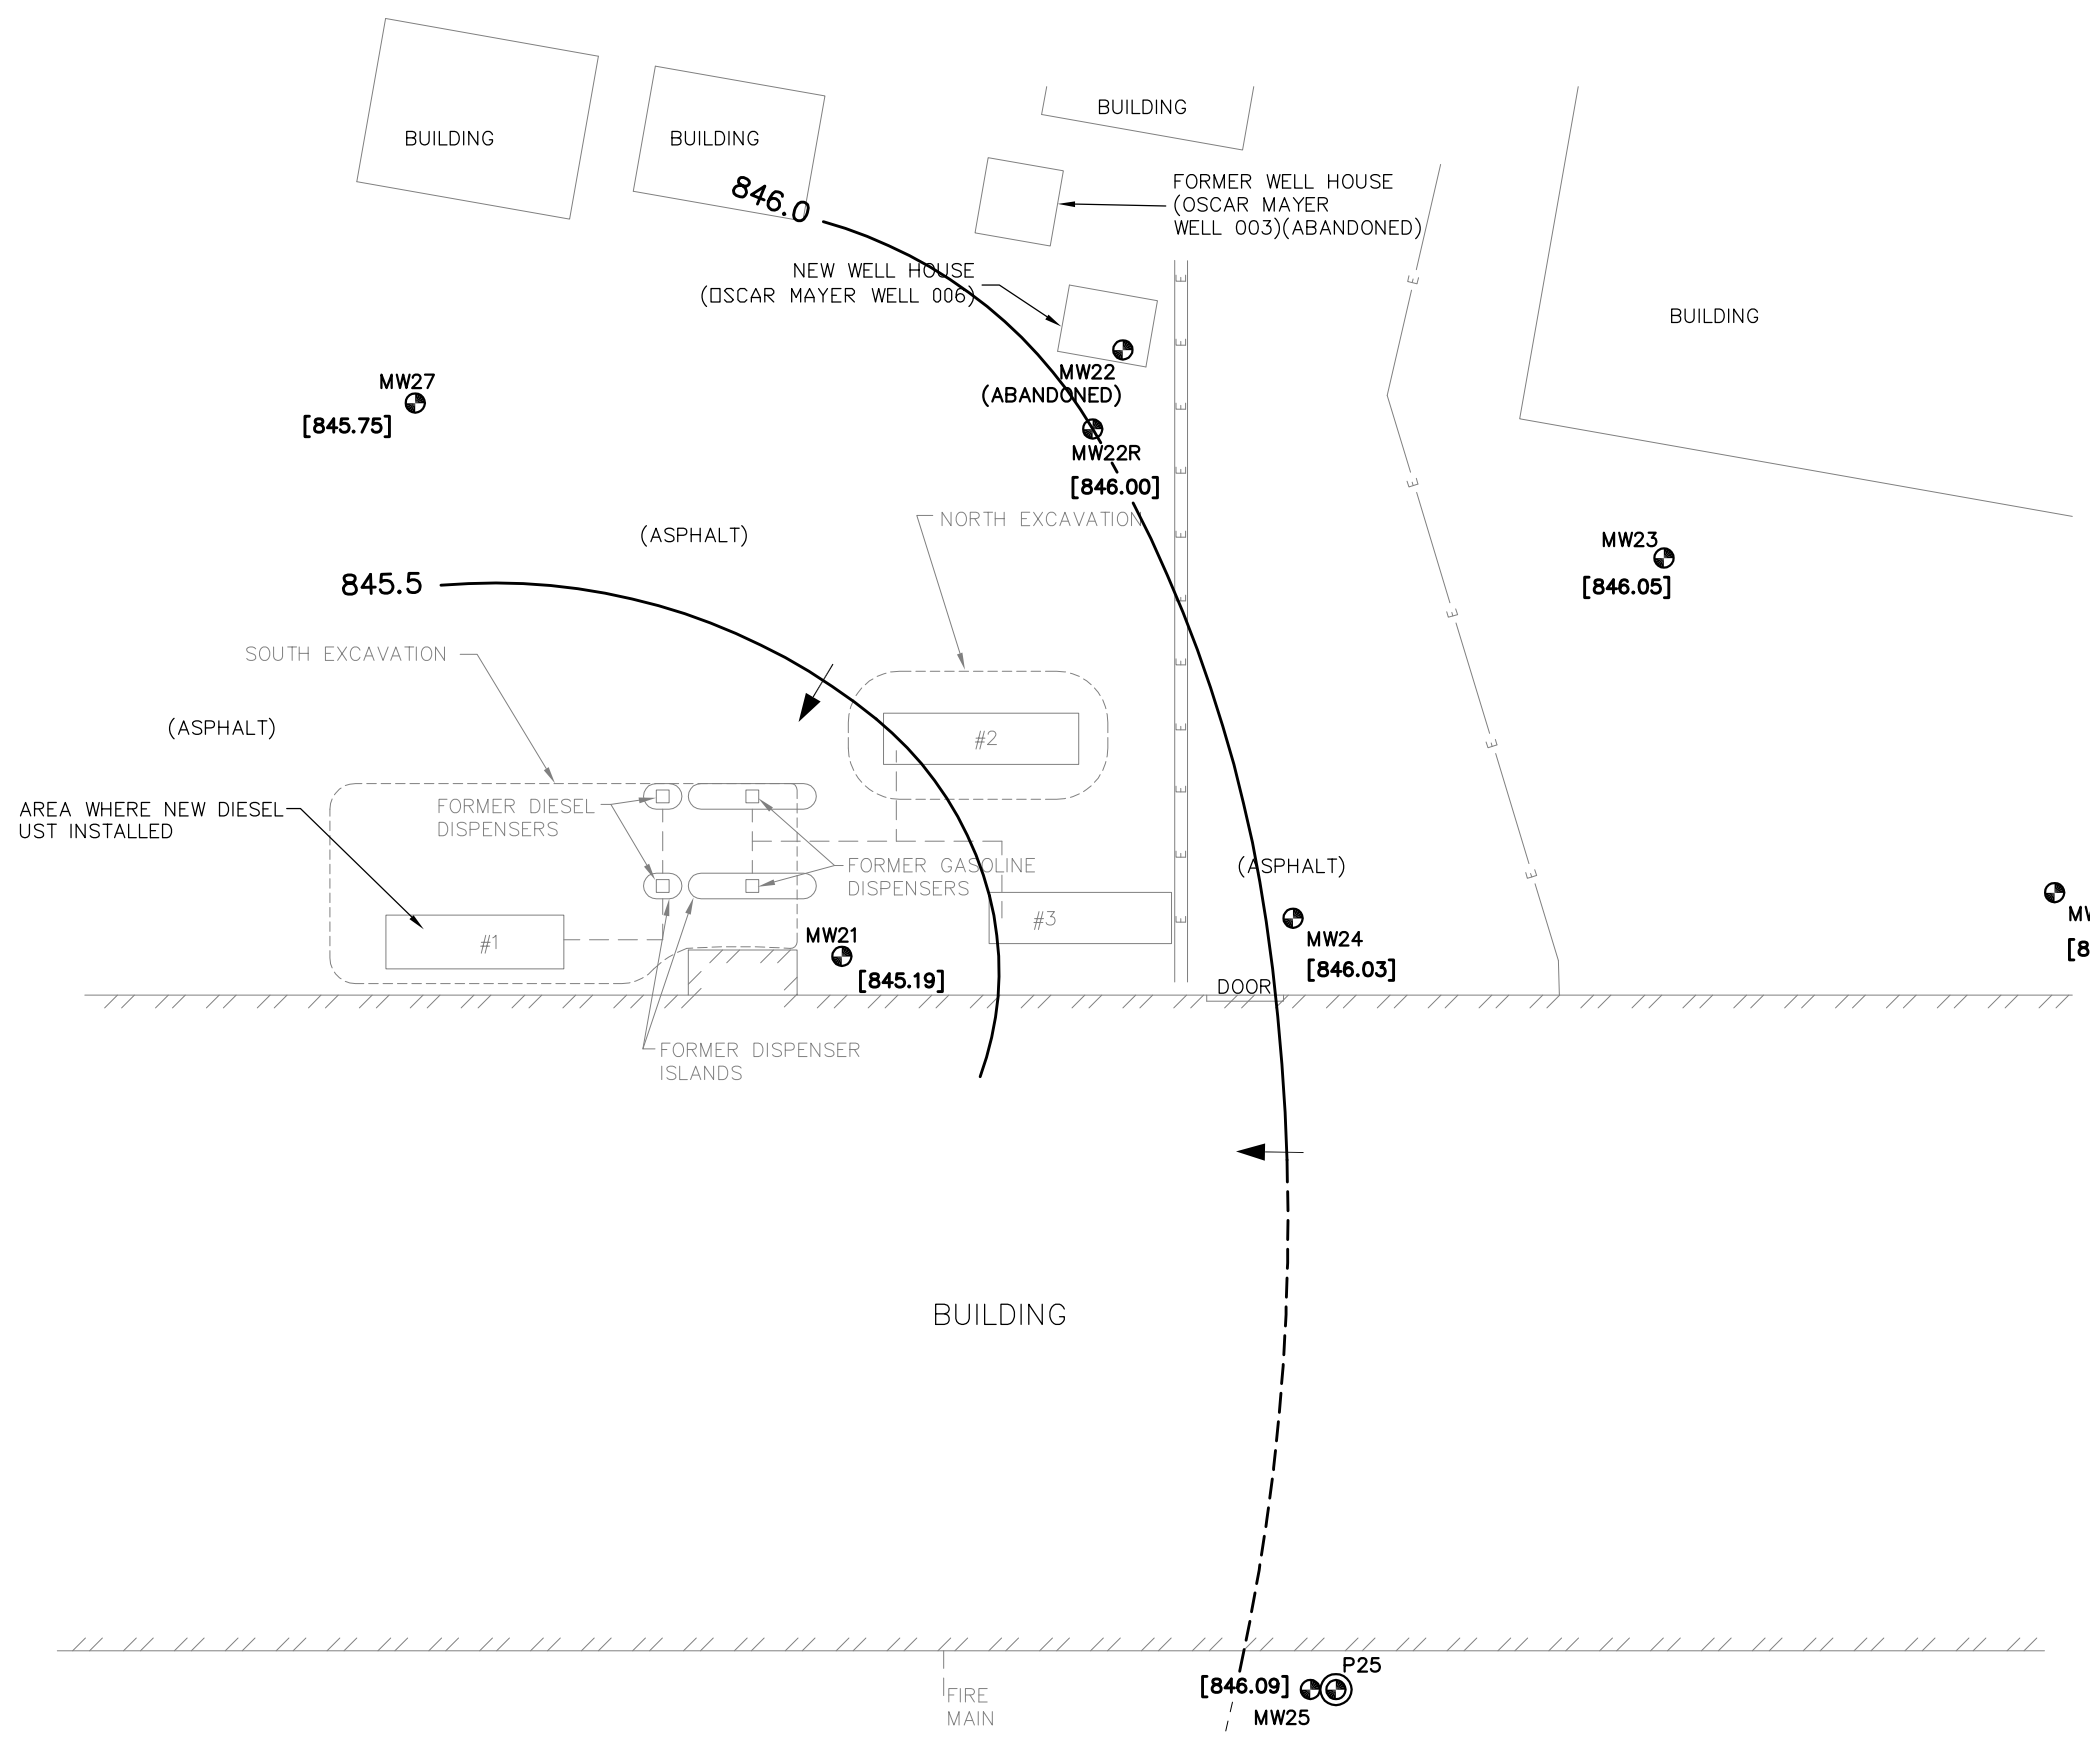 BUILDING
BUILDING
BUILDING
846.0
FORMER WELL HOUSE
(OSCAR MAYER
WELL 003)(ABANDONED)
NEW WELL HOUSE
(OSCAR MAYER WELL 006)
E
E
BUILDING
E
MW22
(ABANDONED)
MW27
[845.75]
E
MW22R
[846.00]
E
E
NORTH EXCAVATION
(ASPHALT)
E
MW23
[846.05]
845.5
E
E
SOUTH EXCAVATION
E
(ASPHALT)
#2
E
E
AREA WHERE NEW DIESEL
UST INSTALLED
FORMER DIESEL
DISPENSERS
E
E
FORMER GASOLINE
DISPENSERS
(ASPHALT)
E
#1
#3
E
MW21
[845.19]
MW24
[846.03]
DOOR
FORMER DISPENSER
ISLANDS
BUILDING
P25
[846.09]
MW25
FIRE
MAIN